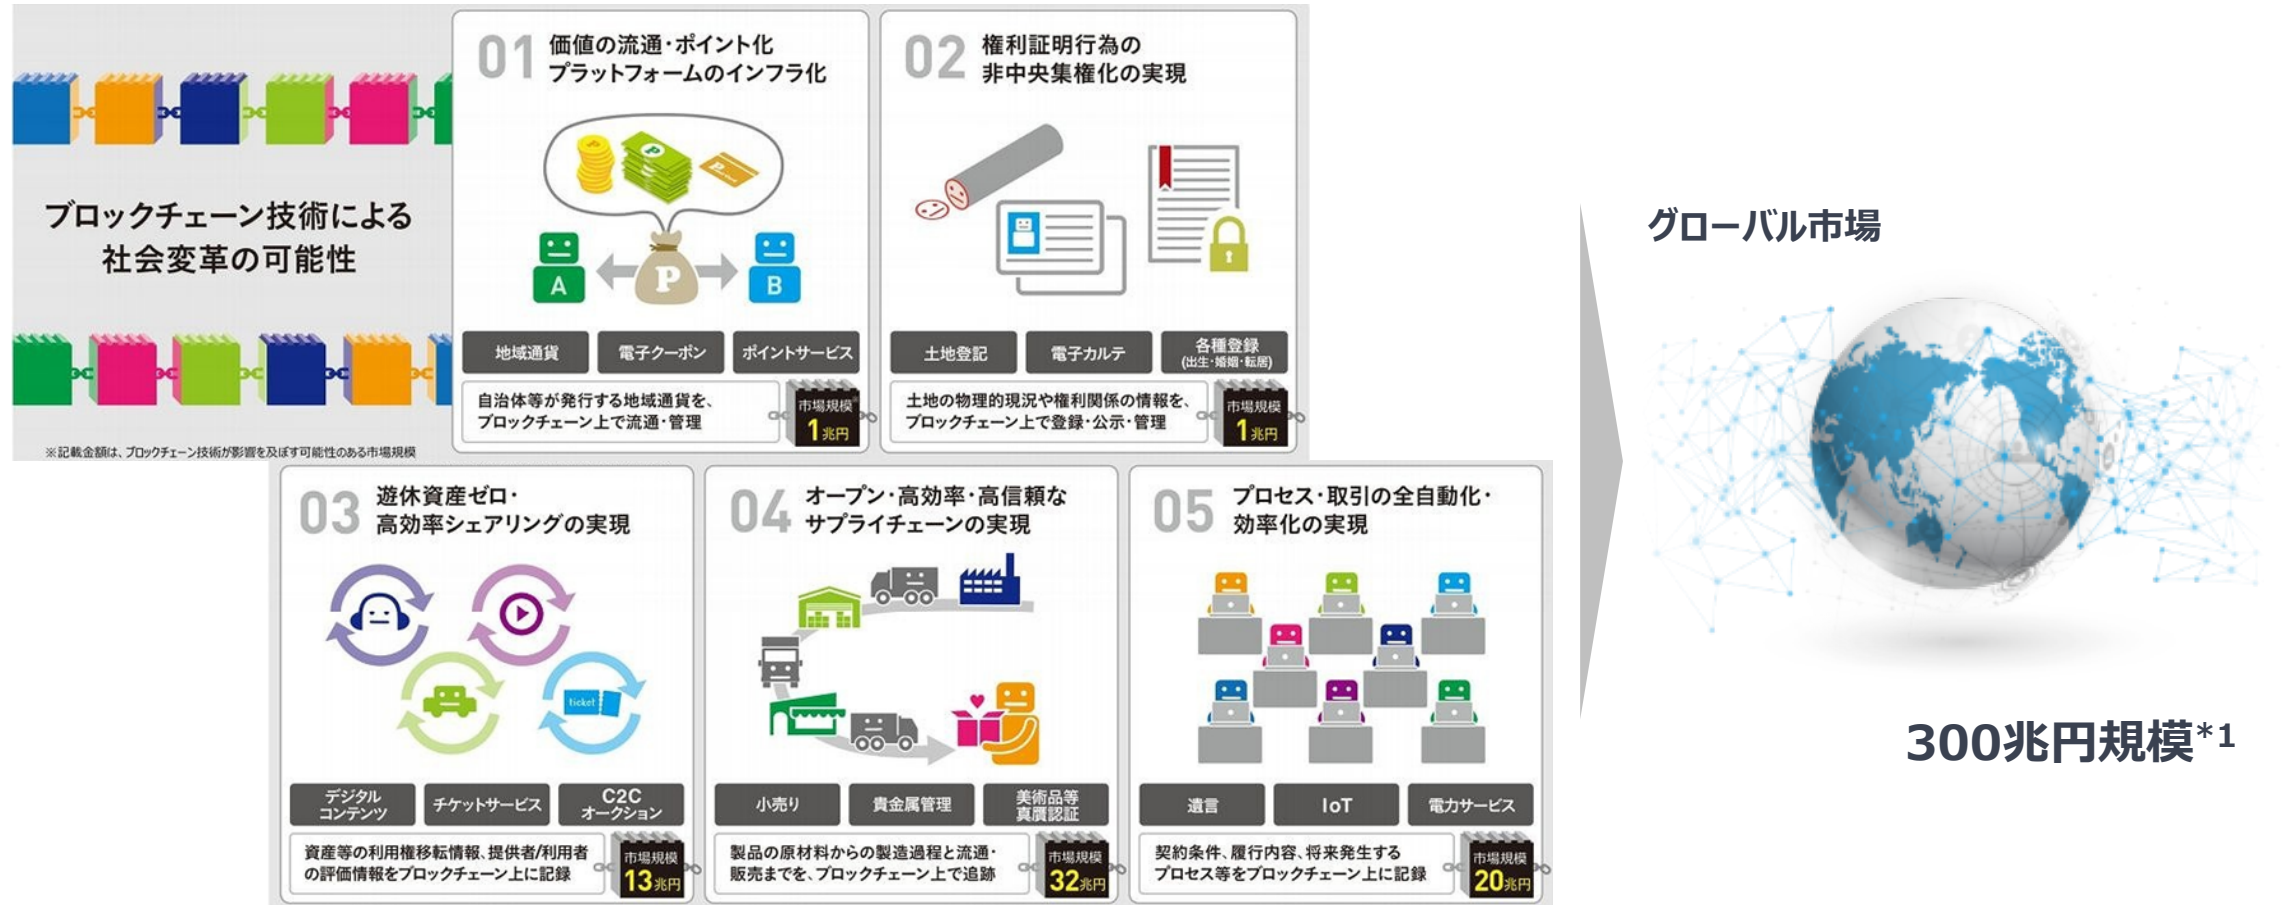 ブロックチェーン技術による
社会変革の可能性
※記載金額は、ブロックチェーン技術が影響を及ぼす可能性のある市場規模
01
価値の流通・ポイント化
プラットフォームのインフラ化
P
P
P
A
P
B
地域通貨
電子クーポン
ポイントサービス
自治体等が発行する地域通貨を、
ブロックチェーン上で流通・管理
市場規模※
1兆円
02
権利証明行為の
非中央集権化の実現
土地登記
電子カルテ
各種登録
(出生・婚姻・転居)
土地の物理的現況や権利関係の情報を、
ブロックチェーン上で登録・公示・管理
市場規模
1兆円
03
遊休資産ゼロ・
高効率シェアリングの実現
ticket
デジタル
コンテンツ
チケットサービス
C2C
オークション
資産等の利用権移転情報、提供者/利用者
の評価情報をブロックチェーン上に記録
市場規模
13兆円
04
オープン・高効率・高信頼な
サプライチェーンの実現
小売り
貴金属管理
美術品等
真贋認証
製品の原材料からの製造過程と流通・
販売までを、ブロックチェーン上で追跡
市場規模
32兆円
05
プロセス・取引の全自動化・
効率化の実現
遺言
IoT
電力サービス
契約条件、履行内容、将来発生する
プロセス等をブロックチェーン上に記録
市場規模
20兆円
グローバル市場
300兆円規模*1